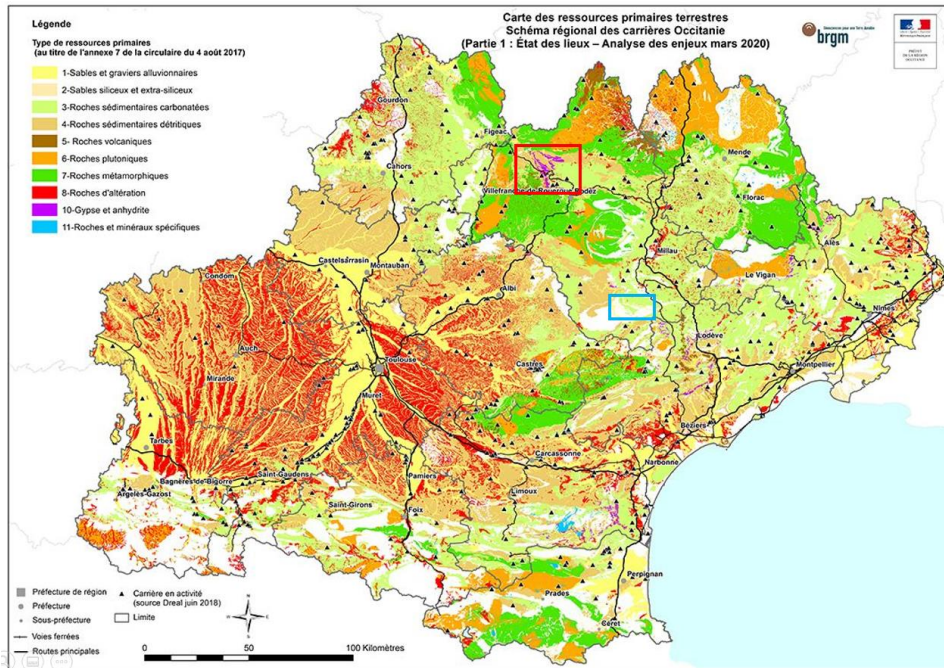 Carte des ressources primaires terrestres
Schéma régional des carrières Occitanie
(Partie 1 : État des lieux – Analyse des enjeux mars 2020)
brgm
Légende
Type de ressources primaires
(au titre de l'annexe 7 de la circulaire du 4 août 2017)
1-Sables et graviers alluvionnaires
2-Sables siliceux et extra-siliceux
3-Roches sédimentaires carbonatées
4-Roches sédimentaires détritiques
5- Roches volcaniques
6-Roches plutoniques
7-Roches métamorphiques
8-Roches d'altération
10-Gypse et anhydrite
11-Roches et minéraux spécifiques
Gourdon
Figeac
Cahors
Mende
Villefranche-de-Rouergue
Rodez
Florac
Castelsarrasin
Montauban
Millau
Alès
Condom
Albi
Le Vigan
Nîmes
Auch
Toulouse
Lodève
Mirande
Castres
Montpellier
Muret
Béziers
Tarbes
Carcassonne
Narbonne
Bagnères-de-Bigorre
Saint-Gaudens
Pamiers
Limoux
Argelès-Gazost
Saint-Girons
Foix
Perpignan
Prades
Céret
Préfecture de région
Préfecture
Sous-préfecture
Voies ferrées
Routes principales
Carrière en activité
(source Dreal juin 2018)
Limite
N
0
50
100 Kilomètres